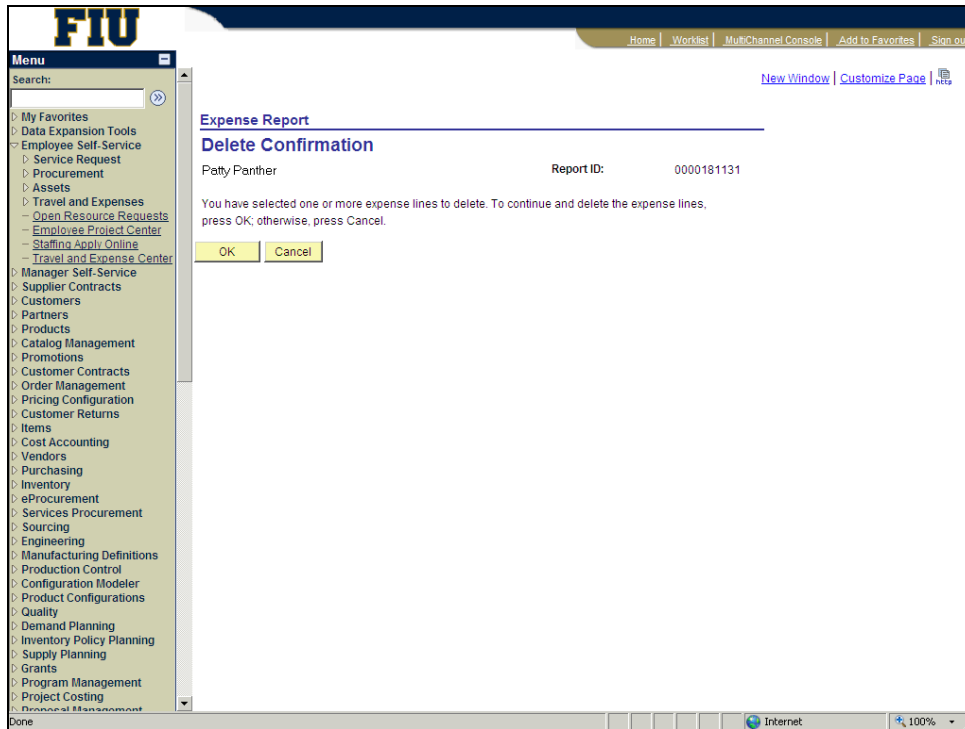 FIU
Home | Worklist | MultiChannel Console | Add to Favorites | Sign ou
Menu
Search:
New Window | Customize Page | http
My Favorites
Data Expansion Tools
Employee Self-Service
Service Request
Procurement
Assets
Travel and Expenses
Open Resource Requests
Employee Project Center
Staffing Apply Online
Travel and Expense Center
Manager Self-Service
Supplier Contracts
Customers
Partners
Products
Catalog Management
Promotions
Customer Contracts
Order Management
Pricing Configuration
Customer Returns
Items
Cost Accounting
Vendors
Purchasing
Inventory
eProcurement
Services Procurement
Sourcing
Engineering
Manufacturing Definitions
Production Control
Configuration Modeler
Product Configurations
Quality
Demand Planning
Inventory Policy Planning
Supply Planning
Grants
Program Management
Project Costing
Proposal Management
Expense Report
Delete Confirmation
Patty Panther Report ID: 0000181131
You have selected one or more expense lines to delete. To continue and delete the expense lines,
press OK; otherwise, press Cancel.
OK Cancel
Done Internet 100%